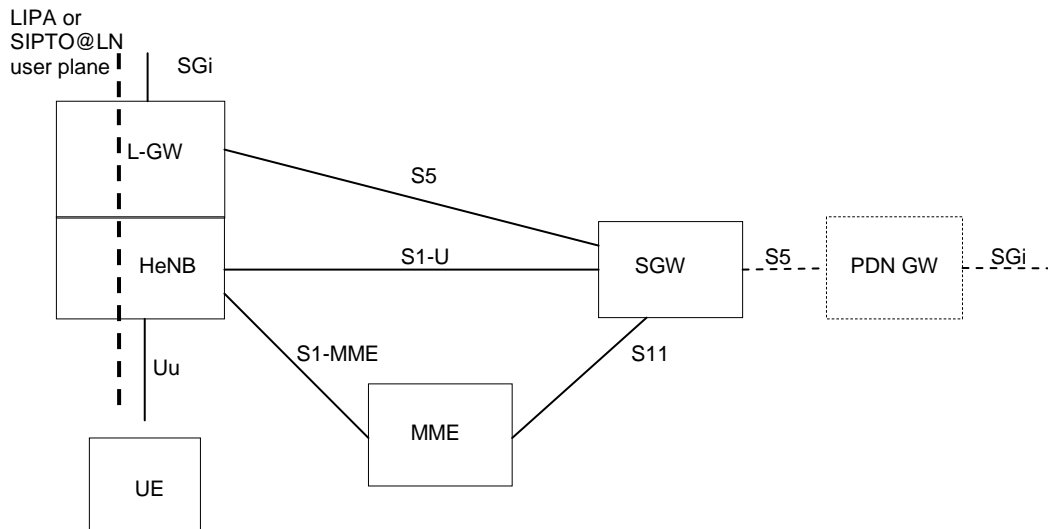 LIPA or
SIPTO@LN
user plane
SGi
L-GW
S5
HeNB
S1-U
SGW
S5
PDN GW
SGi
Uu
S1-MME
S11
MME
UE